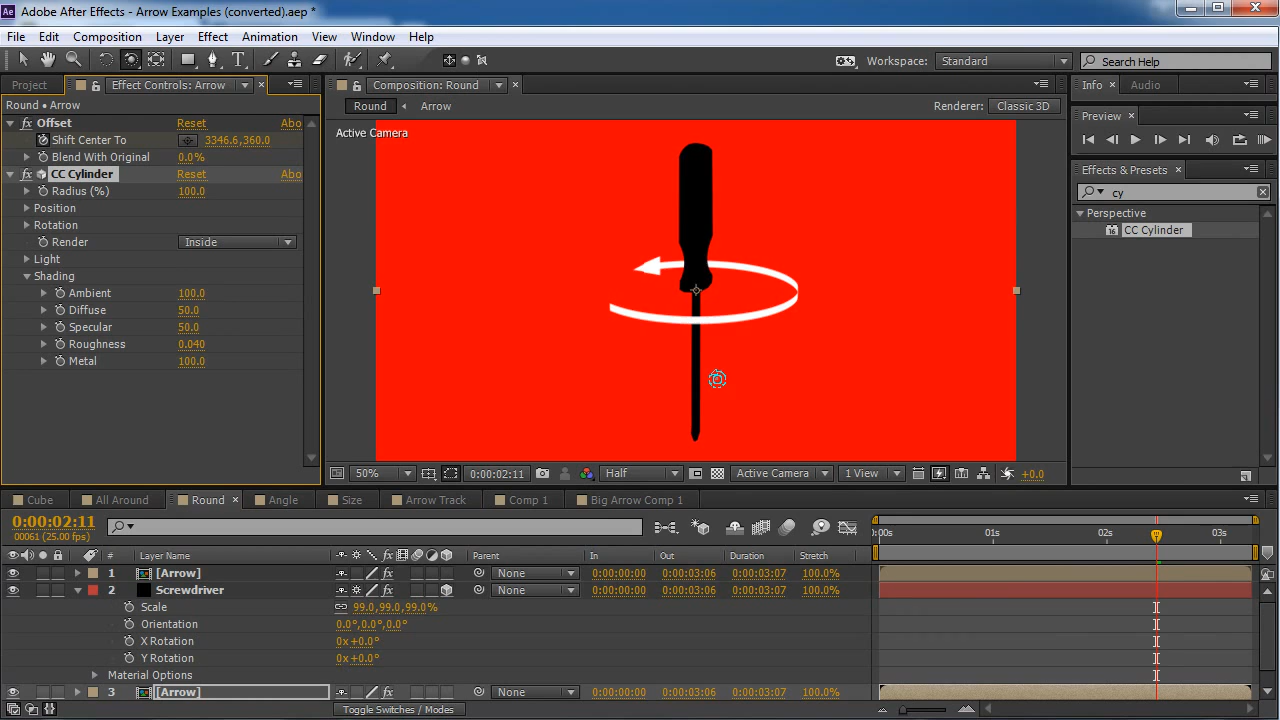 Ae Adobe After Effects - Arrow Examples (converted).aep *
File Edit Composition Layer Effect Animation View Window Help
Workspace: Standard Search Help
Project Effect Controls: Arrow Composition: Round Info Audio
Round • Arrow
Round Arrow Renderer: Classic 3D
Active Camera
fx Offset Reset Abo
Shift Center To 3346.6,360.0
Blend With Original 0.0%
fx CC Cylinder Reset Abo
Radius (%) 100.0
Position
Rotation
Render Inside
Light
Shading
Ambient 100.0
Diffuse 50.0
Specular 50.0
Roughness 0.040
Metal 100.0
Preview
Effects & Presets
cy
Perspective
16 CC Cylinder
50% 0:00:02:11 Half Active Camera 1 View +0.0
Cube All Around Round Angle Size Arrow Track Comp 1 Big Arrow Comp 1
0:00:02:11
00061 (25.00 fps)
:00s 01s 02s 03s
# Layer Name fx Parent In Out Duration Stretch
1 [Arrow] fx None 0:00:00:00 0:00:03:06 0:00:03:07 100.0%
2 Screwdriver None 0:00:00:00 0:00:03:06 0:00:03:07 100.0%
Scale 99.0,99.0,99.0%
Orientation 0.0°,0.0°,0.0°
X Rotation 0x+0.0°
Y Rotation 0x+0.0°
Material Options
3 [Arrow] fx None 0:00:00:00 0:00:03:06 0:00:03:07 100.0%
Toggle Switches / Modes